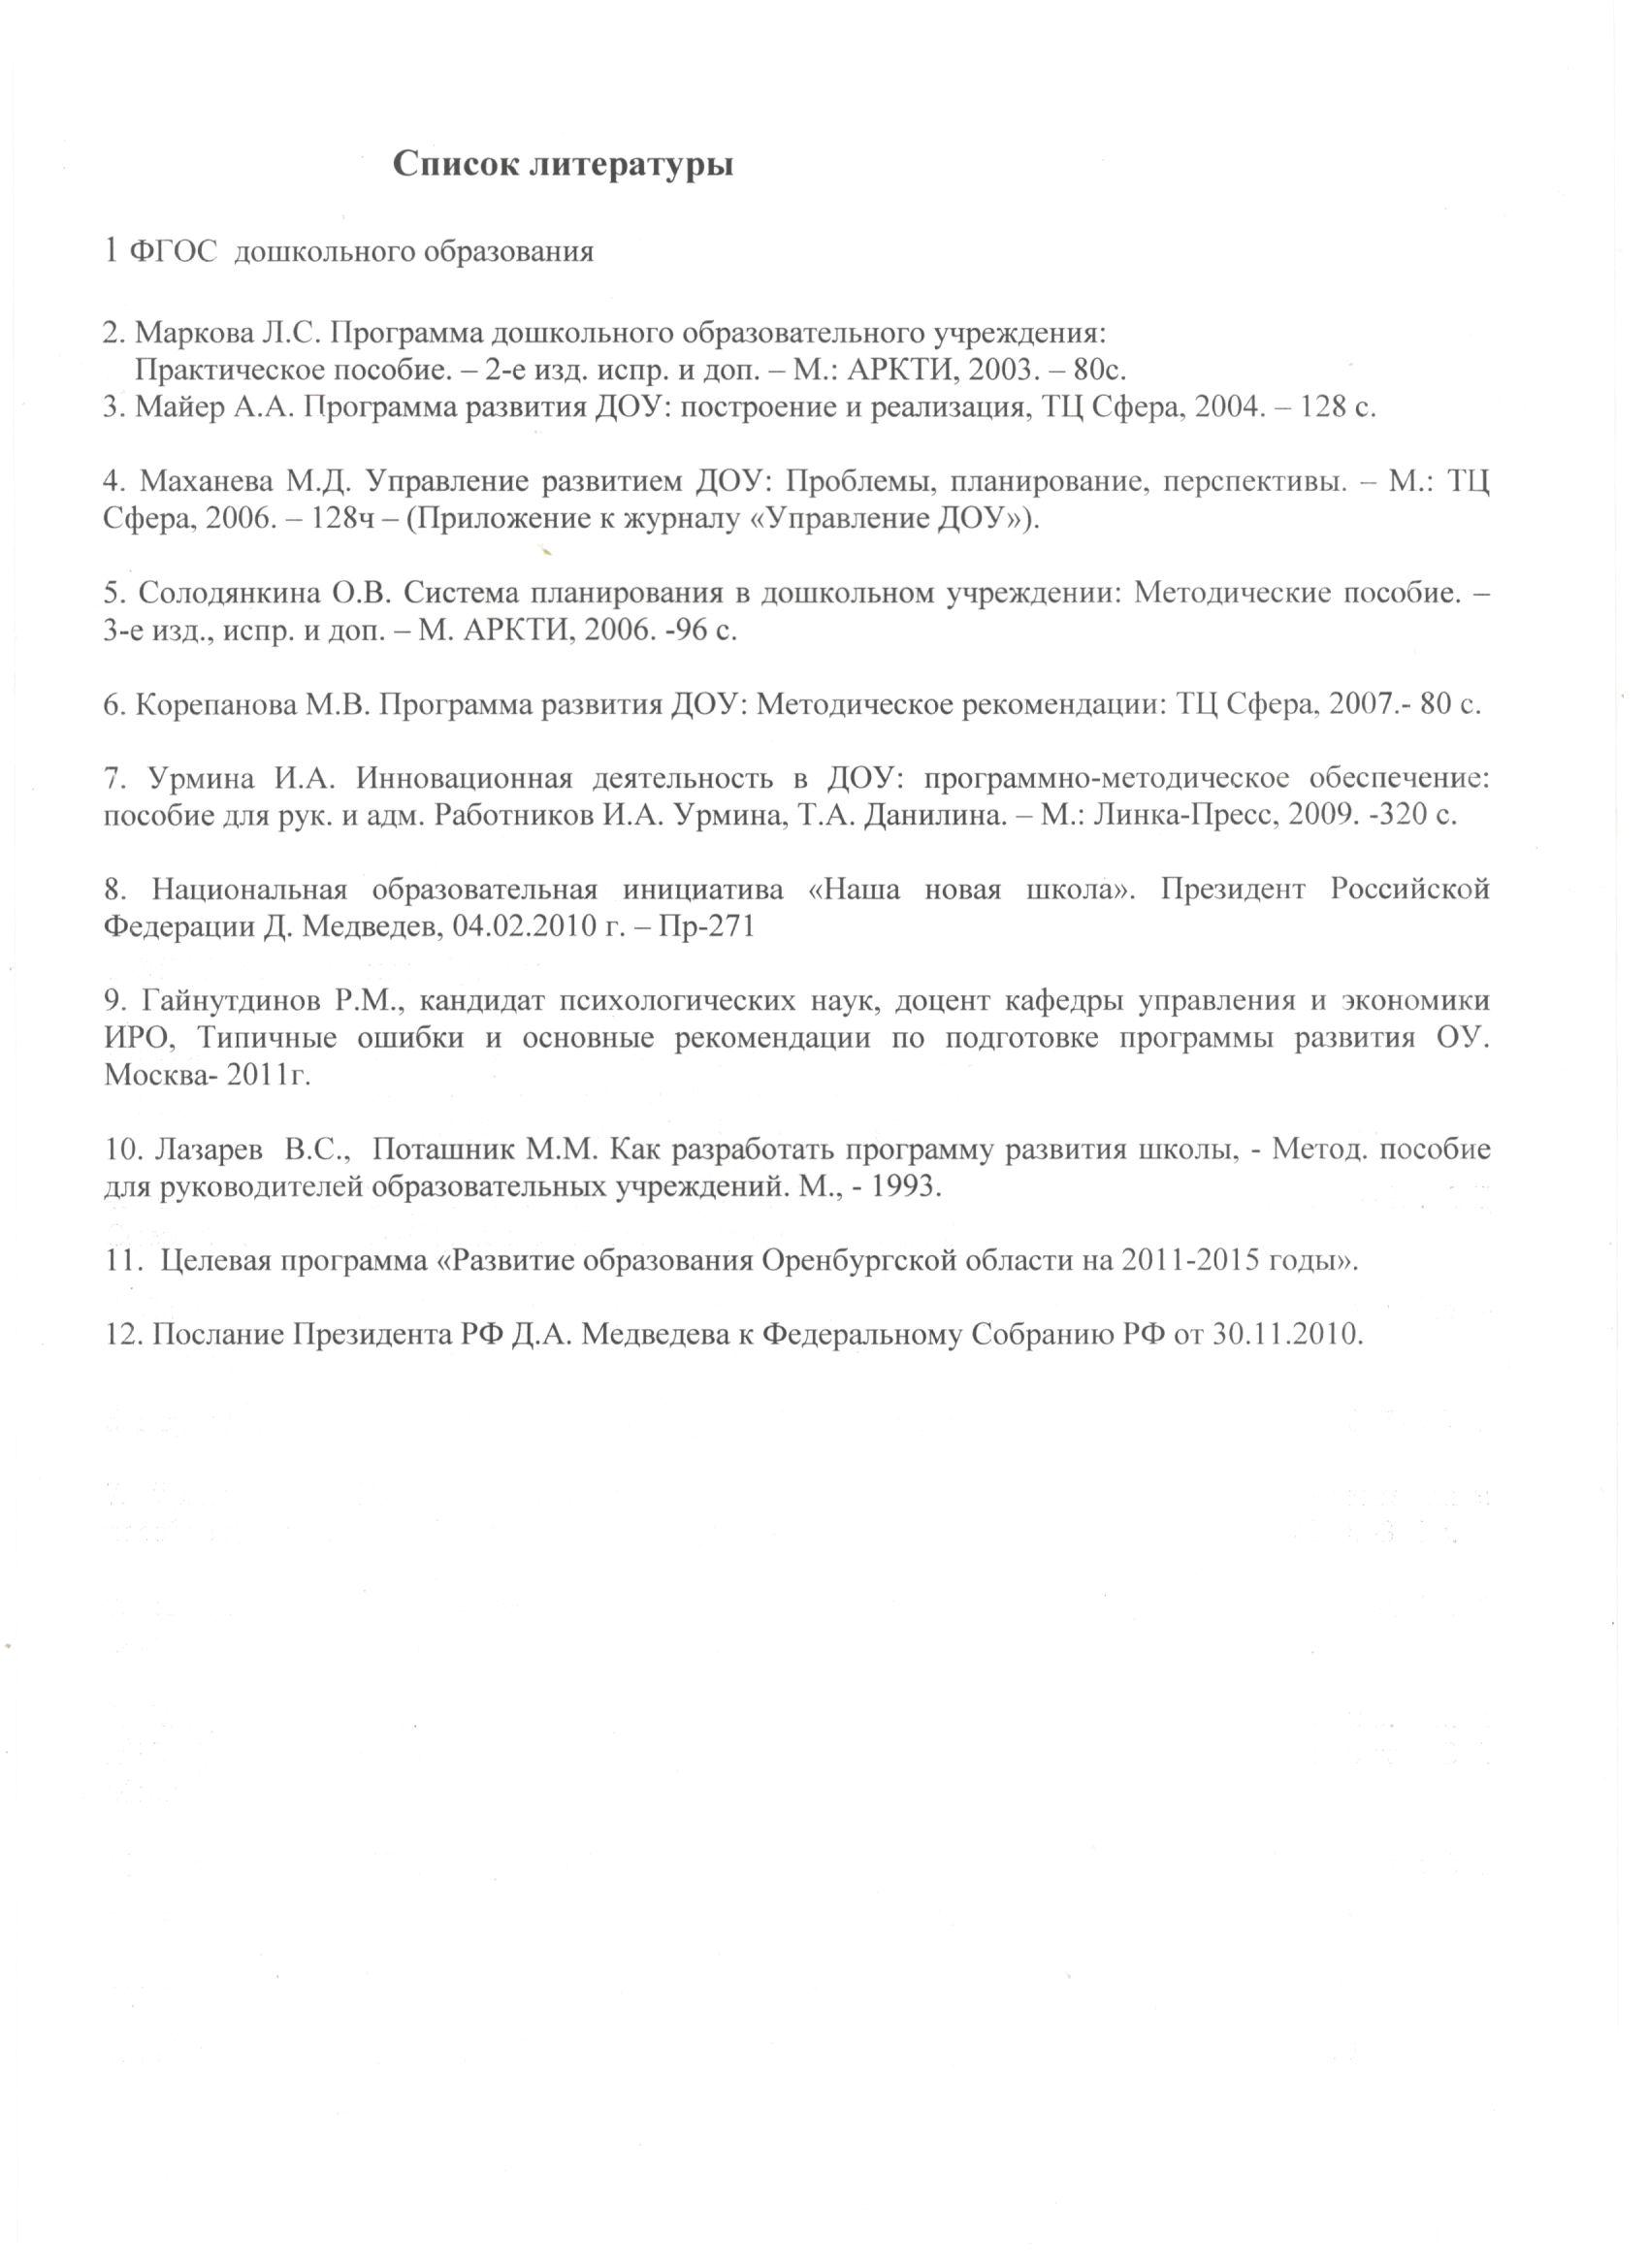 Список литературы
1 ФГОС  дошкольного образования
2. Маркова Л.С. Программа дошкольного образовательного учреждения:
Практическое пособие. – 2-е изд. испр. и доп. – М.: АРКТИ, 2003. – 80с.
3. Майер А.А. Программа развития ДОУ: построение и реализация, ТЦ Сфера, 2004. – 128 с.
4. Маханева М.Д. Управление развитием ДОУ: Проблемы, планирование, перспективы. – М.: ТЦ
Сфера, 2006. – 128ч – (Приложение к журналу «Управление ДОУ»).
5. Солодянкина О.В. Система планирования в дошкольном учреждении: Методические пособие. –
3-е изд., испр. и доп. – М. АРКТИ, 2006. -96 с.
6. Корепанова М.В. Программа развития ДОУ: Методическое рекомендации: ТЦ Сфера, 2007.- 80 с.
7. Урмина И.А. Инновационная деятельность в ДОУ: программно-методическое обеспечение:
пособие для рук. и адм. Работников И.А. Урмина, Т.А. Данилина. – М.: Линка-Пресс, 2009. -320 с.
8. Национальная образовательная инициатива «Наша новая школа». Президент Российской
Федерации Д. Медведев, 04.02.2010 г. – Пр-271
9. Гайнутдинов Р.М., кандидат психологических наук, доцент кафедры управления и экономики
ИРО, Типичные ошибки и основные рекомендации по подготовке программы развития ОУ.
Москва- 2011г.
10. Лазарев  В.С.,  Поташник М.М. Как разработать программу развития школы, - Метод. пособие
для руководителей образовательных учреждений. М., - 1993.
11.  Целевая программа «Развитие образования Оренбургской области на 2011-2015 годы».
12. Послание Президента РФ Д.А. Медведева к Федеральному Собранию РФ от 30.11.2010.